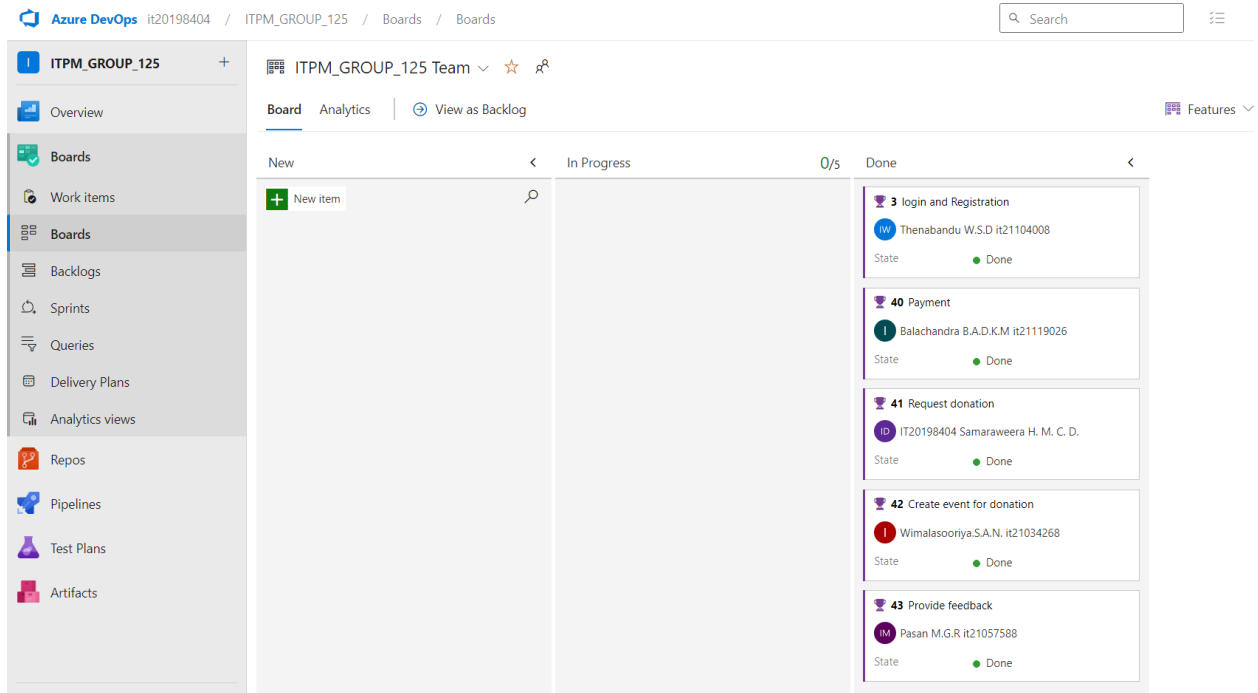 Azure DevOps it20198404 / ITPM_GROUP_125 / Boards / Boards
Search
I ITPM_GROUP_125 +
Overview
Boards
Work items
Boards
Backlogs
Sprints
Queries
Delivery Plans
Analytics views
Repos
Pipelines
Test Plans
Artifacts
ITPM_GROUP_125 Team
Board Analytics View as Backlog
Features
New
New item
In Progress 0/5
Done
3 login and Registration
IW Thenabandu W.S.D it21104008
State Done
40 Payment
I Balachandra B.A.D.K.M it21119026
State Done
41 Request donation
ID IT20198404 Samaraweera H. M. C. D.
State Done
42 Create event for donation
I Wimalasooriya.S.A.N. it21034268
State Done
43 Provide feedback
IM Pasan M.G.R it21057588
State Done